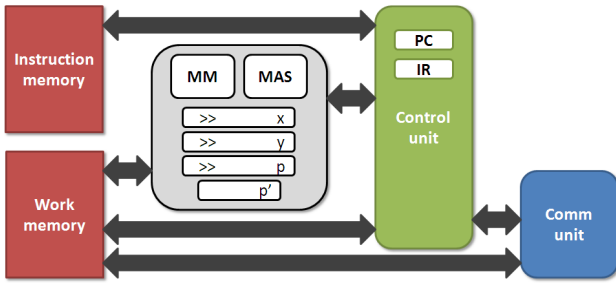 Instruction
memory
MM
MAS
>> x
>> y
>> p
p’
PC
IR
Control
unit
Work
memory
Comm
unit